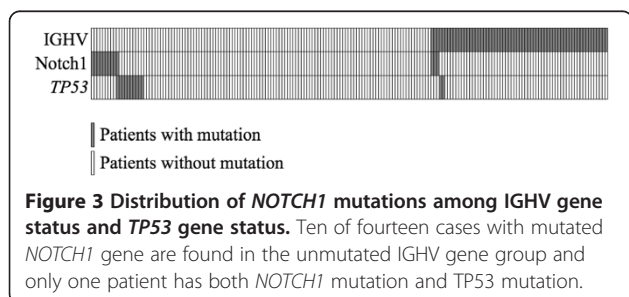 IGHV
Notch1
TP53
Patients with mutation
Patients without mutation
Figure 3 Distribution of NOTCH1 mutations among IGHV gene
status and TP53 gene status. Ten of fourteen cases with mutated
NOTCH1 gene are found in the unmutated IGHV gene group and
only one patient has both NOTCH1 mutation and TP53 mutation.